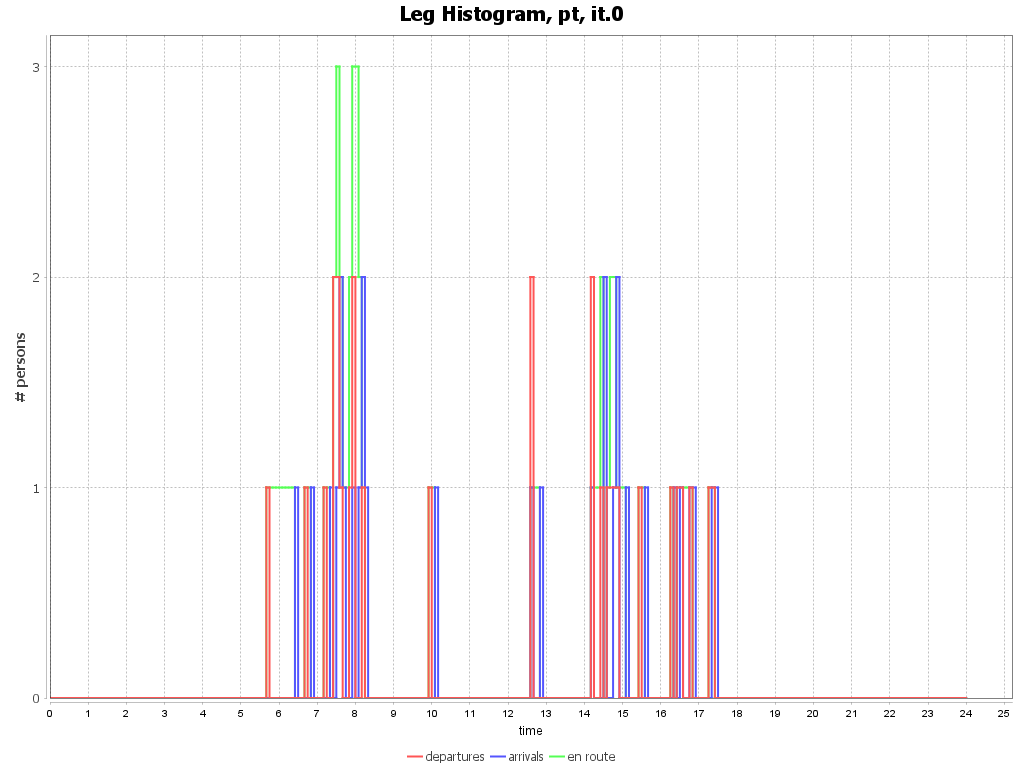 Leg Histogram, pt, it.0
# persons
3
2
1
0
0 1 2 3 4 5 6 7 8 9 10 11 12 13 14 15 16 17 18 19 20 21 22 23 24 25
time
departures arrivals en route